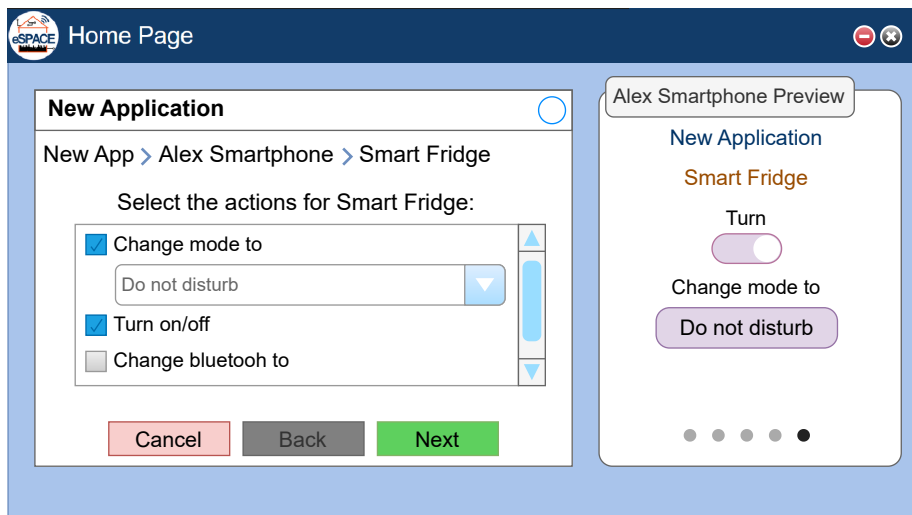 eSPACE
Home Page
New Application
New App > Alex Smartphone > Smart Fridge
Select the actions for Smart Fridge:
Change mode to
Do not disturb
Turn on/off
Change bluetooh to
Cancel
Back
Next
Alex Smartphone Preview
New Application
Smart Fridge
Turn
Change mode to
Do not disturb